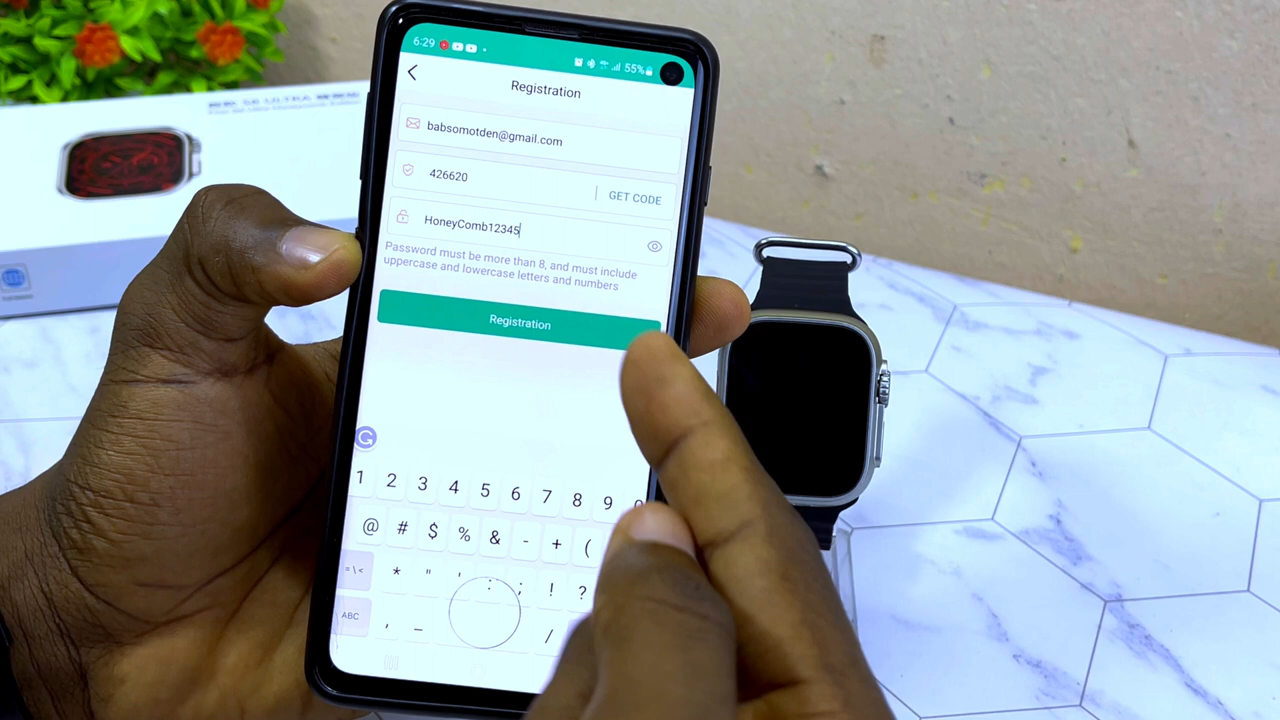 6:29
55%
Registration
babsomotden@gmail.com
426620
GET CODE
HoneyComb12345
Password must be more than 8, and must include
uppercase and lowercase letters and numbers
Registration
1 2 3 4 5 6 7 8 9
@ # $ % & - + (
=\< * " ' : ; ! ?
ABC , _ /